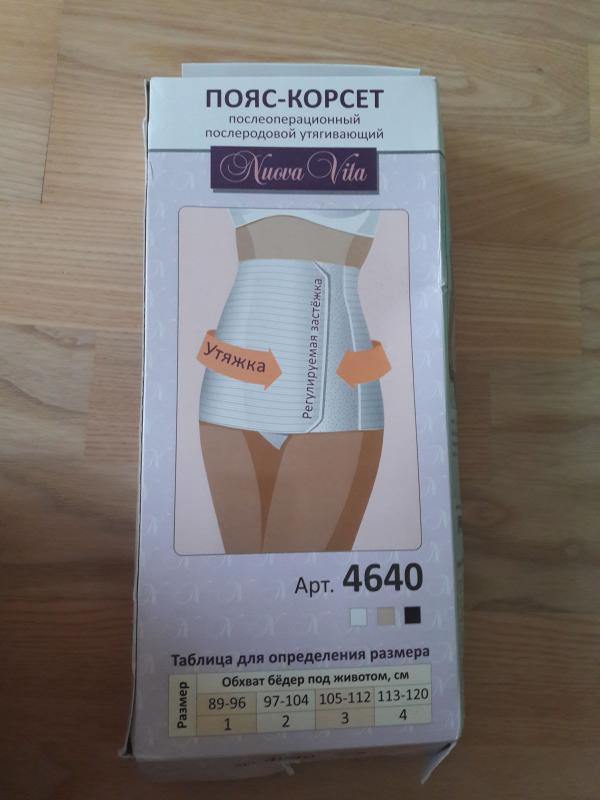 ПОЯС-КОРСЕТ
послеоперационный
послеродовой утягивающий
Nuova Vita
Утяжка
Регулируемая застёжка
Арт. 4640
Таблица для определения размера
Размер
Обхват бёдер под животом, см
89-96 97-104 105-112 113-120
1 2 3 4
4640